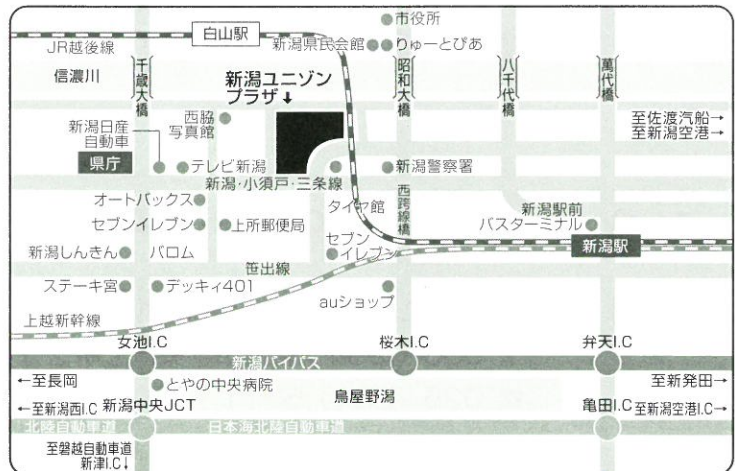 市役所
白山駅
新潟県民会館
りゅーとぴあ
JR越後線
信濃川
千歳大橋
新潟ユニゾン
プラザ↓
昭和大橋
八千代橋
萬代橋
西脇
写真館
新潟日産
自動車
至佐渡汽船→
至新潟空港→
県庁
テレビ新潟
新潟警察署
新潟・小須戸・三条線
オートバックス
タイヤ館
西跨線橋
新潟駅前
バスターミナル
セブンイレブン
上所郵便局
セブン
イレブン
新潟駅
新潟しんきん
バロム
笹出線
ステーキ宮
デッキィ401
auショップ
上越新幹線
女池I.C
桜木I.C
弁天I.C
新潟バイパス
←至長岡
至新発田→
とやの中央病院
鳥屋野潟
←至新潟西I.C
新潟中央JCT
亀田I.C
至新潟空港I.C→
北陸自動車道
日本海北陸自動車道
至磐越自動車道
新津I.C↓